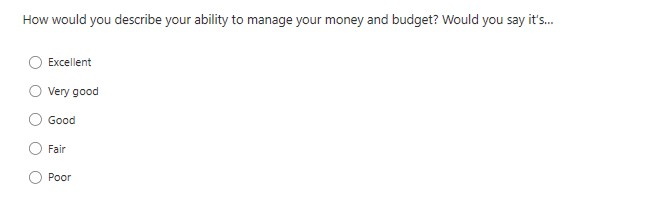 How would you describe your ability to manage your money and budget? Would you say it's...
Excellent
Very good
Good
Fair
Poor